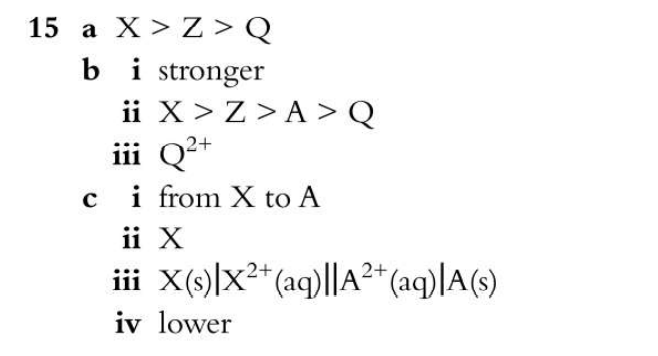 15 a X > Z > Q
b i stronger
ii X > Z > A > Q
iii Q²⁺
c i from X to A
ii X
iii X(s)|X²⁺(aq)||A²⁺(aq)|A(s)
iv lower